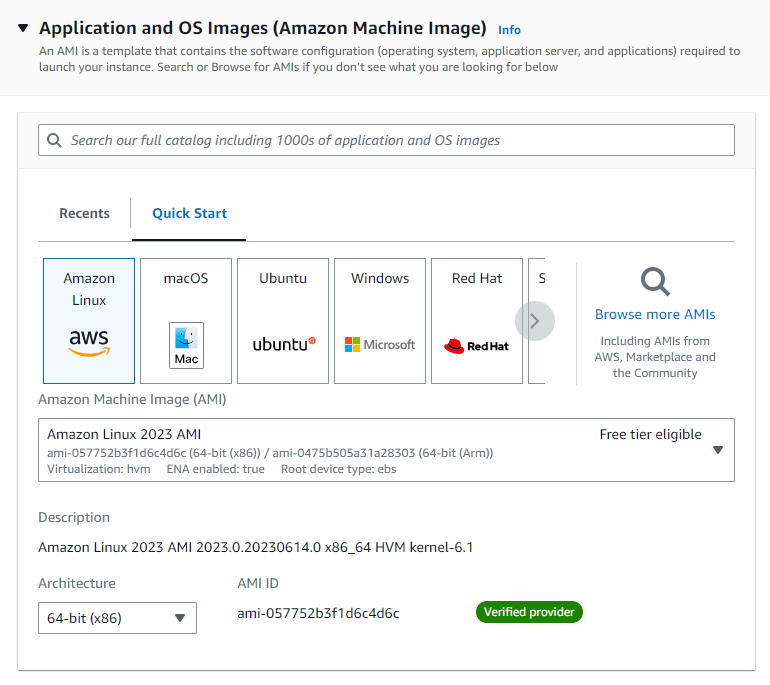 Application and OS Images (Amazon Machine Image) Info
An AMI is a template that contains the software configuration (operating system, application server, and applications) required to
launch your instance. Search or Browse for AMIs if you don’t see what you are looking for below
Search our full catalog including 1000s of application and OS images
Recents
Quick Start
Amazon
Linux
aws
macOS
Mac
Ubuntu
ubuntu
Windows
Microsoft
Red Hat
Red Hat
S
Browse more AMIs
Including AMIs from
AWS, Marketplace and
the Community
Amazon Machine Image (AMI)
Amazon Linux 2023 AMI
Free tier eligible
ami-057752b3f1d6c4d6c (64-bit (x86)) / ami-0475b505a31a28303 (64-bit (Arm))
Virtualization: hvm ENA enabled: true Root device type: ebs
Description
Amazon Linux 2023 AMI 2023.0.20230614.0 x86_64 HVM kernel-6.1
Architecture
64-bit (x86)
AMI ID
ami-057752b3f1d6c4d6c
Verified provider